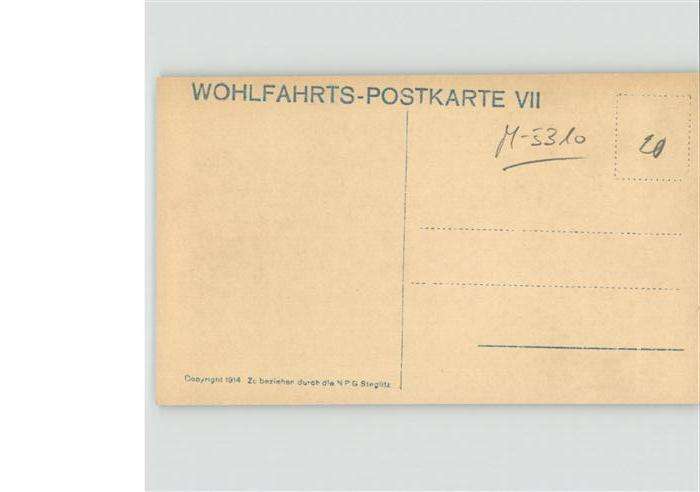 WOHLFAHRTS-POSTKARTE VII
M-5310
20
Copyright 1914 Zu beziehen durch die N P G Steglitz